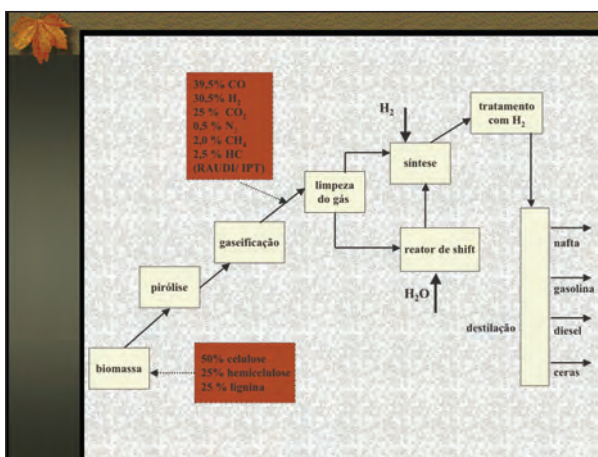 39,5% CO
30,5% H₂
25 % CO₂
0,5 % N₂
2,0 % CH₄
2,5 % HC
(RAUDI/ IPT)
H₂
tratamento
com H₂
síntese
limpeza
do gás
gaseificação
reator de shift
nafta
pirólise
gasolina
H₂O
destilação
diesel
biomassa
50% celulose
25% hemicelulose
25 % lignina
ceras